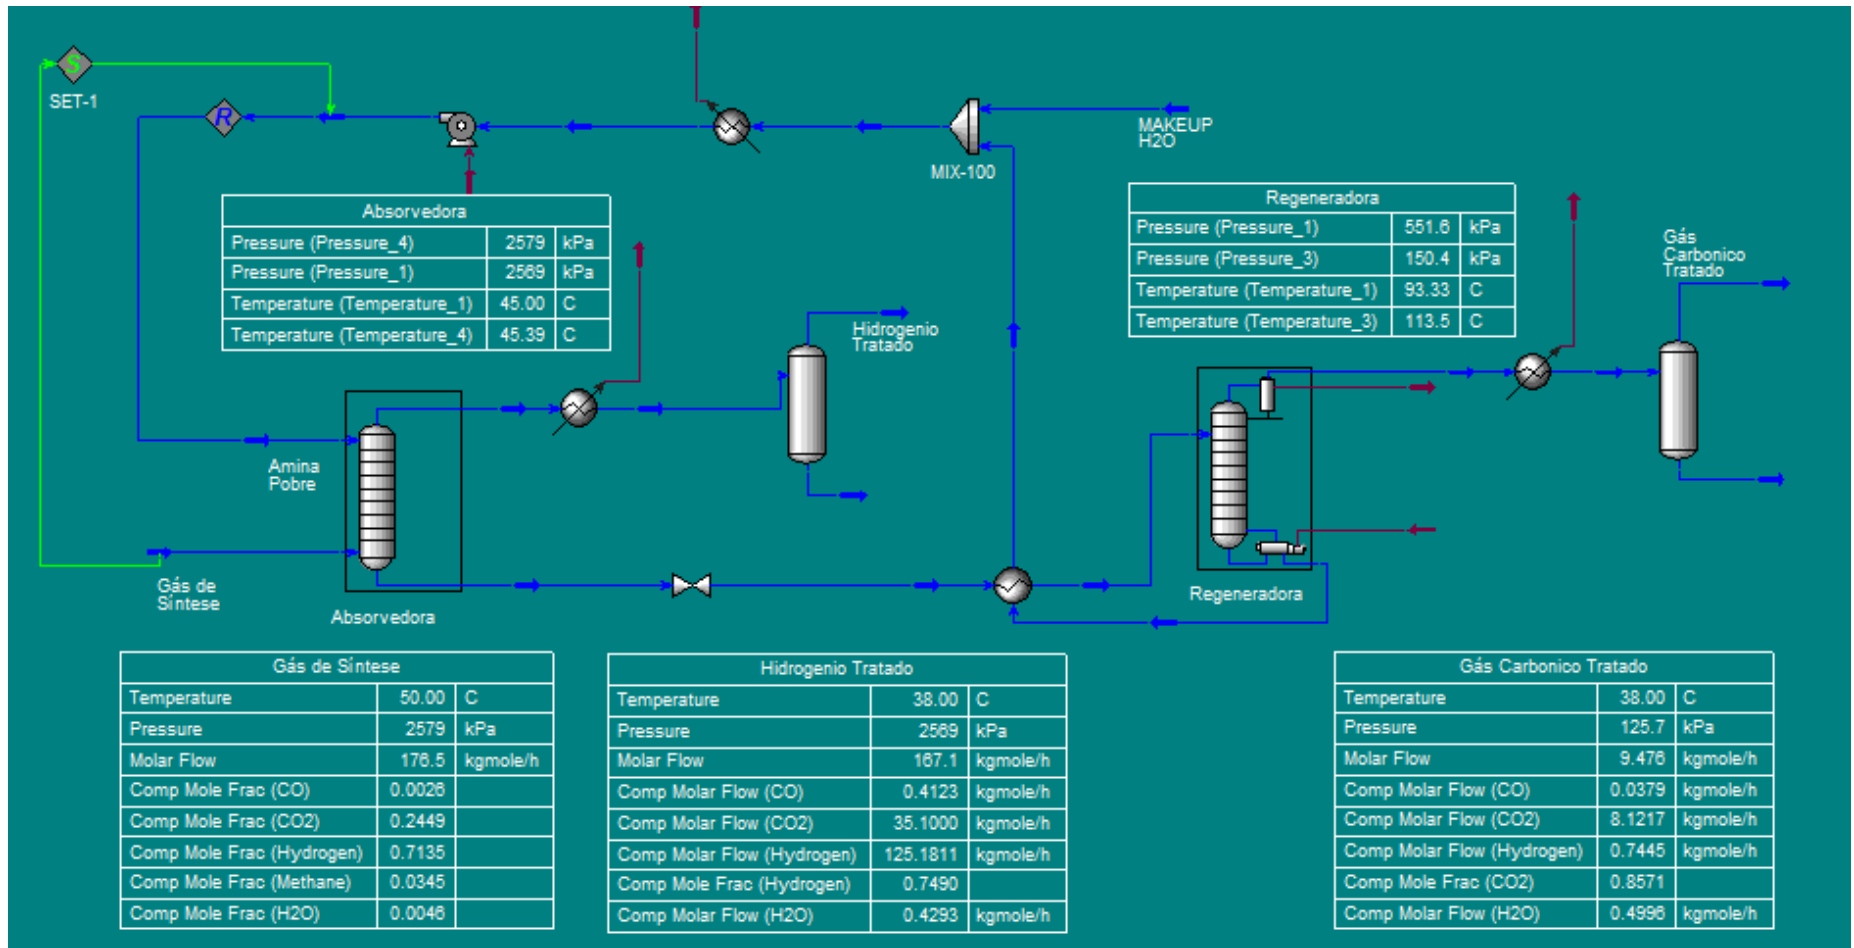 S
SET-1
R
MAKEUP
H2O
MIX-100
Absorvedora
Pressure (Pressure_4) 2579 kPa
Pressure (Pressure_1) 2569 kPa
Temperature (Temperature_1) 45.00 C
Temperature (Temperature_4) 45.39 C
Regeneradora
Pressure (Pressure_1) 551.6 kPa
Pressure (Pressure_3) 150.4 kPa
Temperature (Temperature_1) 93.33 C
Temperature (Temperature_3) 113.5 C
Gás
Carbonico
Tratado
Hidrogenio
Tratado
Amina
Pobre
Gás de
Síntese
Absorvedora
Regeneradora
Gás de Síntese
Temperature 50.00 C
Pressure 2579 kPa
Molar Flow 176.5 kgmole/h
Comp Mole Frac (CO) 0.0026
Comp Mole Frac (CO2) 0.2449
Comp Mole Frac (Hydrogen) 0.7135
Comp Mole Frac (Methane) 0.0345
Comp Mole Frac (H2O) 0.0046
Hidrogenio Tratado
Temperature 38.00 C
Pressure 2569 kPa
Molar Flow 167.1 kgmole/h
Comp Molar Flow (CO) 0.4123 kgmole/h
Comp Molar Flow (CO2) 35.1000 kgmole/h
Comp Molar Flow (Hydrogen) 125.1811 kgmole/h
Comp Mole Frac (Hydrogen) 0.7490
Comp Molar Flow (H2O) 0.4293 kgmole/h
Gás Carbonico Tratado
Temperature 38.00 C
Pressure 125.7 kPa
Molar Flow 9.476 kgmole/h
Comp Molar Flow (CO) 0.0379 kgmole/h
Comp Molar Flow (CO2) 8.1217 kgmole/h
Comp Molar Flow (Hydrogen) 0.7445 kgmole/h
Comp Mole Frac (CO2) 0.8571
Comp Molar Flow (H2O) 0.4996 kgmole/h